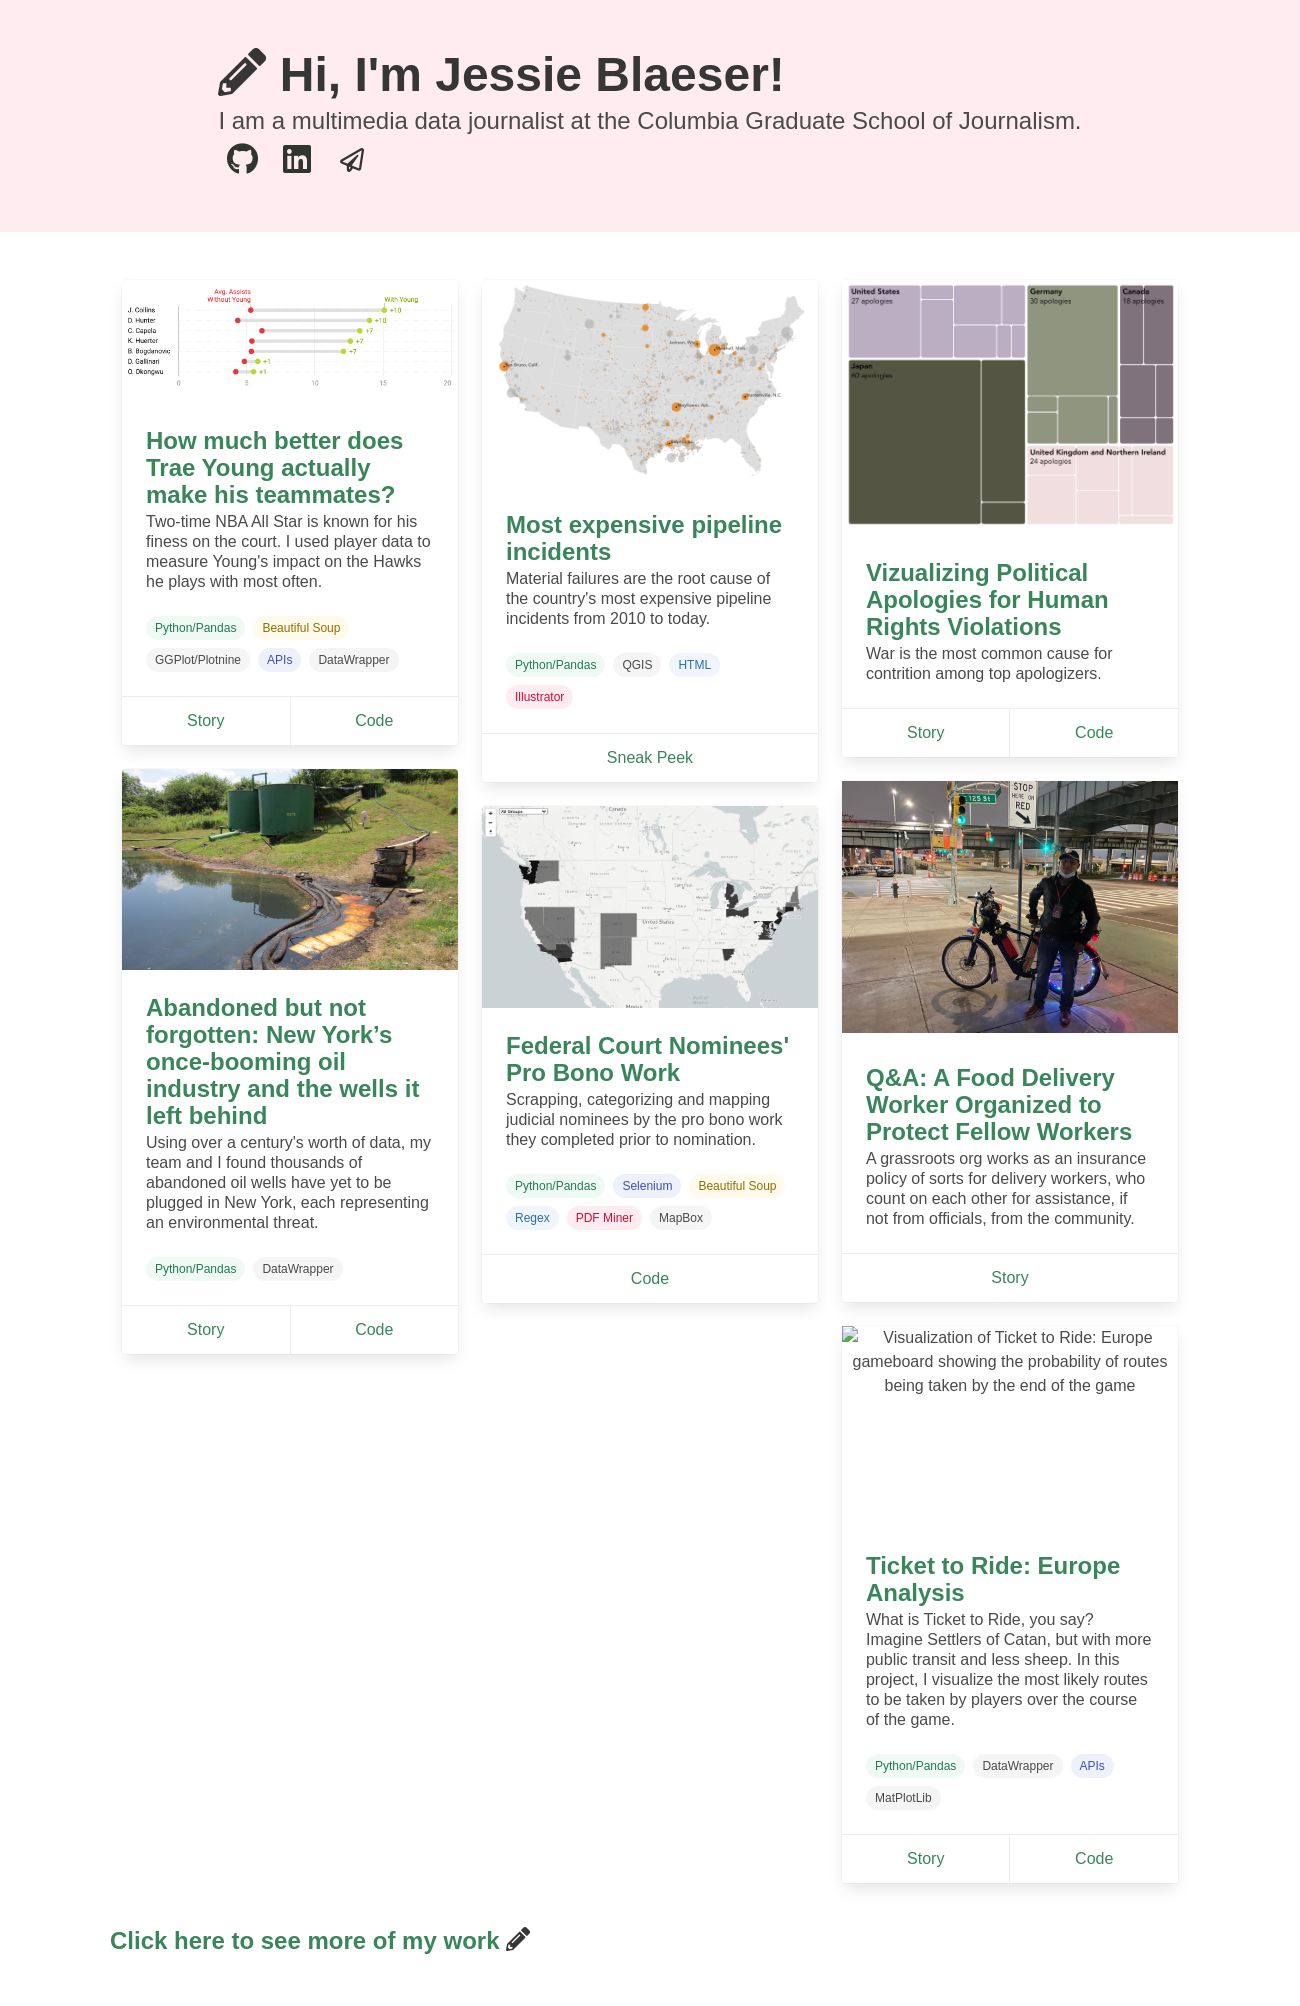 Hi, I'm Jessie Blaeser!
I am a multimedia data journalist at the Columbia Graduate School of Journalism.
Avg. Assists
Without Young
With Young
J. Collins
+10
D. Hunter
+10
C. Capela
+7
K. Huerter
+7
B. Bogdanovic
+7
D. Gallinari
+1
O. Okongwu
+1
0 5 10 15 20
How much better does
Trae Young actually
make his teammates?
Two-time NBA All Star is known for his
finess on the court. I used player data to
measure Young's impact on the Hawks
he plays with most often.
Python/Pandas Beautiful Soup
GGPlot/Plotnine APIs DataWrapper
Story Code
Abandoned but not
forgotten: New York’s
once-booming oil
industry and the wells it
left behind
Using over a century's worth of data, my
team and I found thousands of
abandoned oil wells have yet to be
plugged in New York, each representing
an environmental threat.
Python/Pandas DataWrapper
Story Code
Most expensive pipeline
incidents
Material failures are the root cause of
the country's most expensive pipeline
incidents from 2010 to today.
Python/Pandas QGIS HTML
Illustrator
Sneak Peek
All Groups
Canada
United States
Mexico
Federal Court Nominees'
Pro Bono Work
Scrapping, categorizing and mapping
judicial nominees by the pro bono work
they completed prior to nomination.
Python/Pandas Selenium Beautiful Soup
Regex PDF Miner MapBox
Code
United States
27 apologies
Germany
30 apologies
Canada
18 apologies
Japan
60 apologies
United Kingdom and Northern Ireland
24 apologies
Vizualizing Political
Apologies for Human
Rights Violations
War is the most common cause for
contrition among top apologizers.
Story Code
125 St
STOP
HERE ON
RED
Q&A: A Food Delivery
Worker Organized to
Protect Fellow Workers
A grassroots org works as an insurance
policy of sorts for delivery workers, who
count on each other for assistance, if
not from officials, from the community.
Story
Visualization of Ticket to Ride: Europe
gameboard showing the probability of routes
being taken by the end of the game
Ticket to Ride: Europe
Analysis
What is Ticket to Ride, you say?
Imagine Settlers of Catan, but with more
public transit and less sheep. In this
project, I visualize the most likely routes
to be taken by players over the course
of the game.
Python/Pandas DataWrapper APIs
MatPlotLib
Story Code
Click here to see more of my work